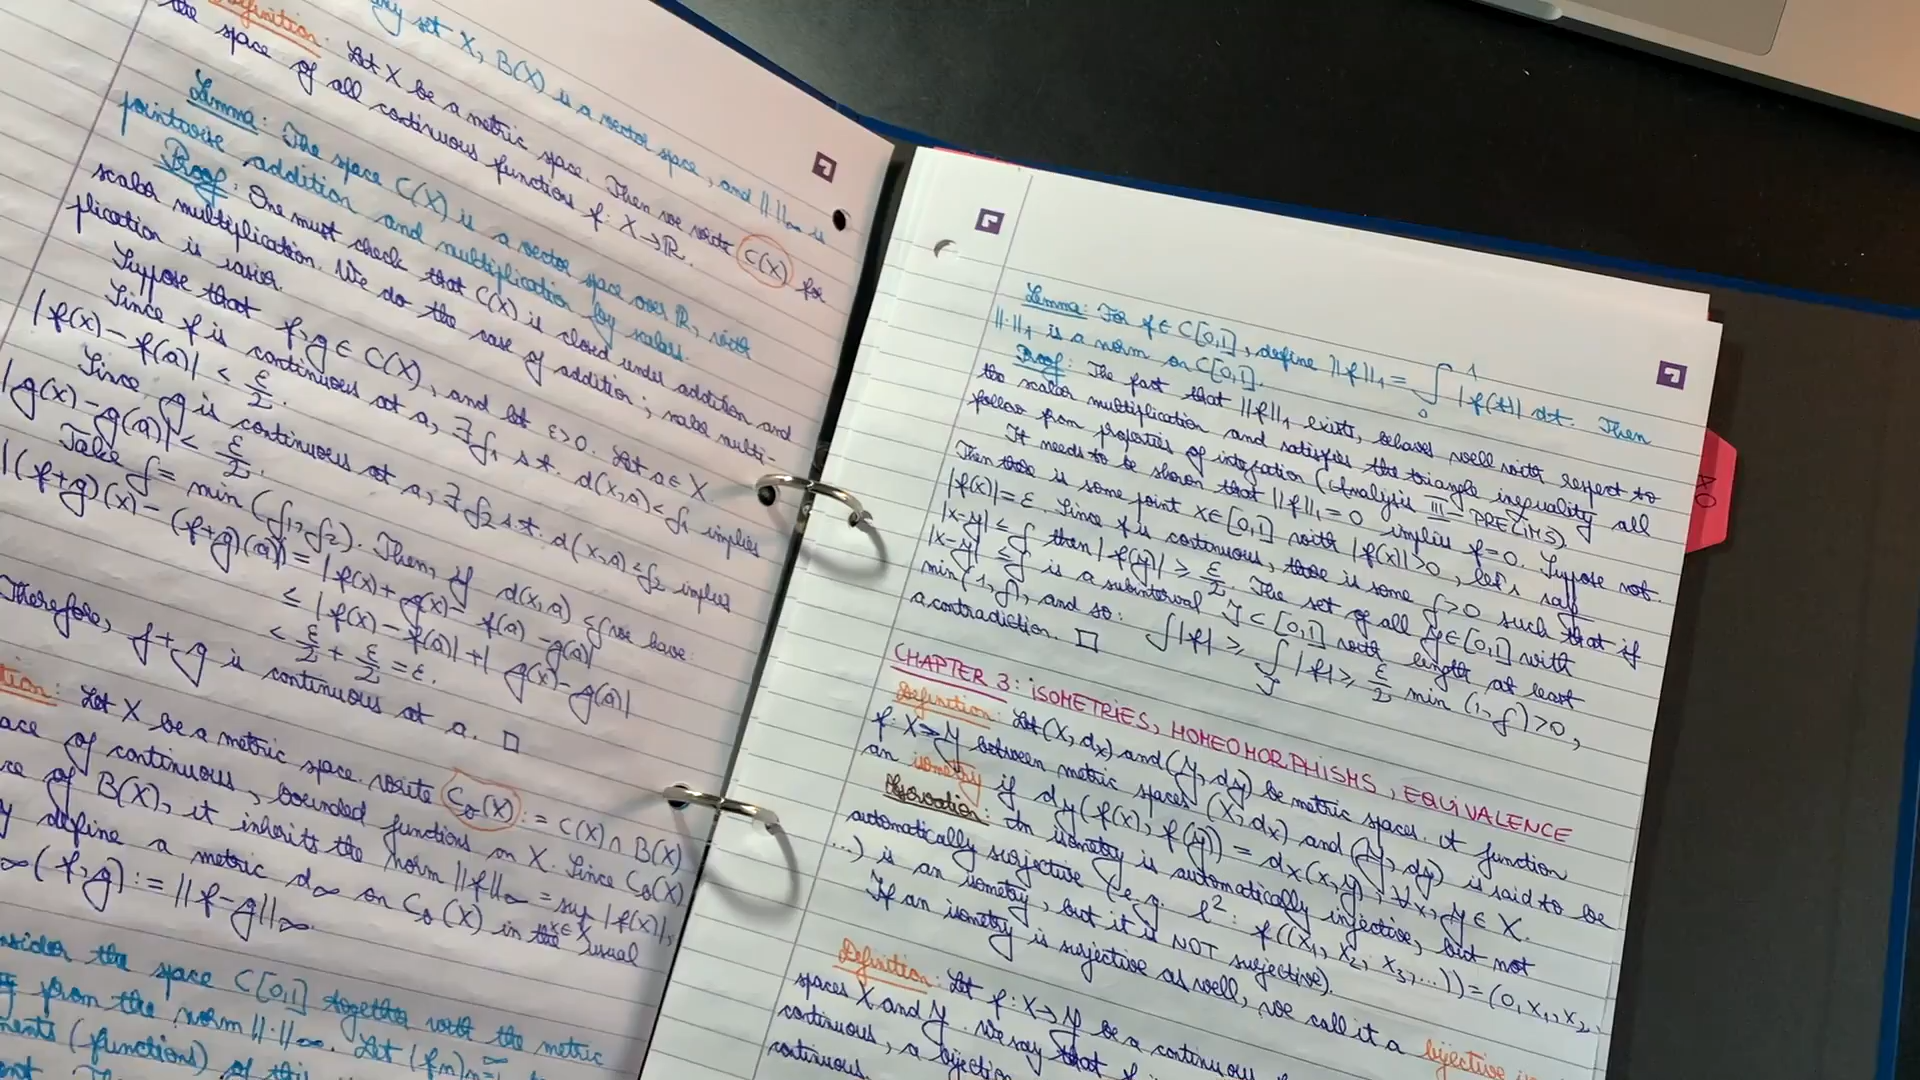 any set X, B(X) is a vector space, and ||·||∞ is
Definition: Let X be a metric space. Then we write C(X) for
the space of all continuous functions f: X→ℝ.
Lemma: The space C(X) is a vector space over ℝ, with
pointwise addition and multiplication by scalars.
Proof: One must check that C(X) is closed under addition and
scalar multiplication. We do the case of addition; scalar multi-
plication is easier.
Suppose that f,g ∈ C(X), and let ε>0. Let a∈X
Since f is continuous at a, ∃δ₁ s.t. d(x,a)<δ₁ implies
|f(x)-f(a)| < ε/2.
Since g is continuous at a, ∃δ₂ s.t. d(x,a)<δ₂ implies
|g(x)-g(a)| < ε/2.
Take δ = min(δ₁,δ₂). Then, if d(x,a)<δ we have:
|(f+g)(x)-(f+g)(a)| = |f(x)+g(x)-f(a)-g(a)|
≤ |f(x)-f(a)|+|g(x)-g(a)|
< ε/2 + ε/2 = ε.
Therefore, f+g is continuous at a. □
tion: Let X be a metric space. Write C_b(X) := C(X) ∩ B(X)
ace of continuous, bounded functions on X. Since C_b(X)
ce of B(X), it inherits the norm ||f||∞ = sup x∈X |f(x)|,
y define a metric d∞ on C_b(X) in the usual
∞(f,g) := ||f-g||∞.
nsider the space C[0,1] together with the metric
from the norm ||·||∞. Let (fn)n=1
ments (functions) of this
Lemma: For f∈C[0,1], define ||f||₁ = ∫₀¹ |f(t)| dt. Then
||·||₁ is a norm on C[0,1].
Proof: The fact that ||f||₁ exists, behaves well with respect to
the scalar multiplication and satisfies the triangle inequality all
follow from properties of integration (Analysis III - PRELIMS).
It needs to be shown that ||f||₁=0 implies f=0. Suppose not.
Then there is some point x∈[0,1] with |f(x)|>0, let's say
|f(x)|=ε. Since f is continuous, there is some δ>0 such that if
|x-y| ≤ δ then |f(y)| ≥ ε/2. The set of all y∈[0,1] with
|x-y| ≤ δ is a subinterval J⊂[0,1] with length at least
min(1,δ), and so: ∫|f| ≥ ∫_J |f| ≥ ε/2 min(1,δ)>0,
a contradiction. □
CHAPTER 3: ISOMETRIES, HOMEOMORPHISMS, EQUIVALENCE
Definition: Let (X,dx) and (Y,dy) be metric spaces. A function
f: X→Y between metric spaces (X,dx) and (Y,dy) is said to be
an isometry if dy(f(x), f(y)) = dx(x,y), ∀x,y ∈ X.
Observation: An isometry is automatically injective, but not
automatically surjective (e.g. ℓ²: f((x₁, x₂, x₃,...)) = (0, x₁, x₂,
...) is an isometry, but it is NOT surjective).
If an isometry is surjective as well, we call it a bijective
Definition: Let f: X→Y be a continuous
spaces X and Y. We say that f
continuous, a bijection
continuous.